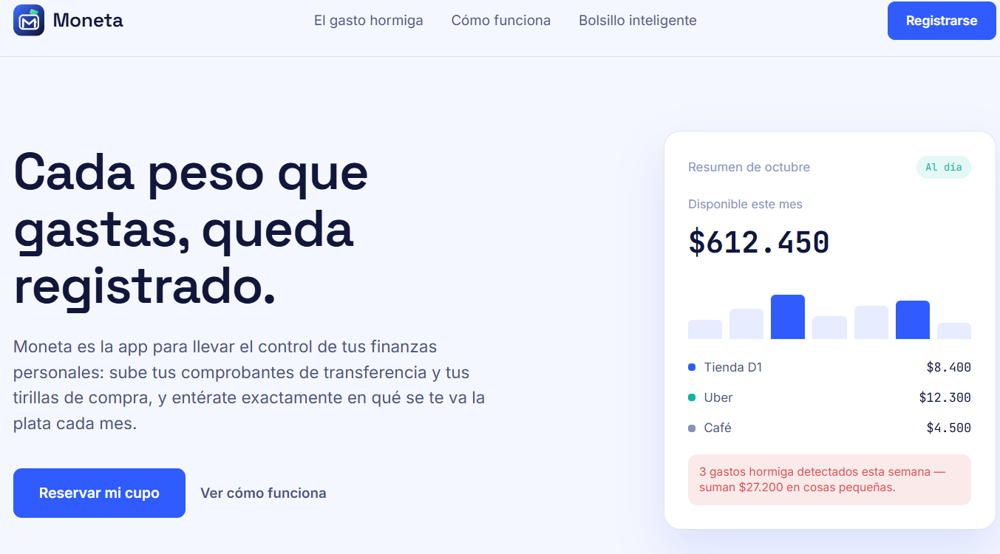 Moneta
El gasto hormiga
Cómo funciona
Bolsillo inteligente
Registrarse
Cada peso que
gastas, queda
registrado.
Moneta es la app para llevar el control de tus finanzas
personales: sube tus comprobantes de transferencia y tus
tirillas de compra, y entérate exactamente en qué se te va la
plata cada mes.
Reservar mi cupo
Ver cómo funciona
Resumen de octubre
Al día
Disponible este mes
$612.450
Tienda D1 $8.400
Uber $12.300
Café $4.500
3 gastos hormiga detectados esta semana —
suman $27.200 en cosas pequeñas.